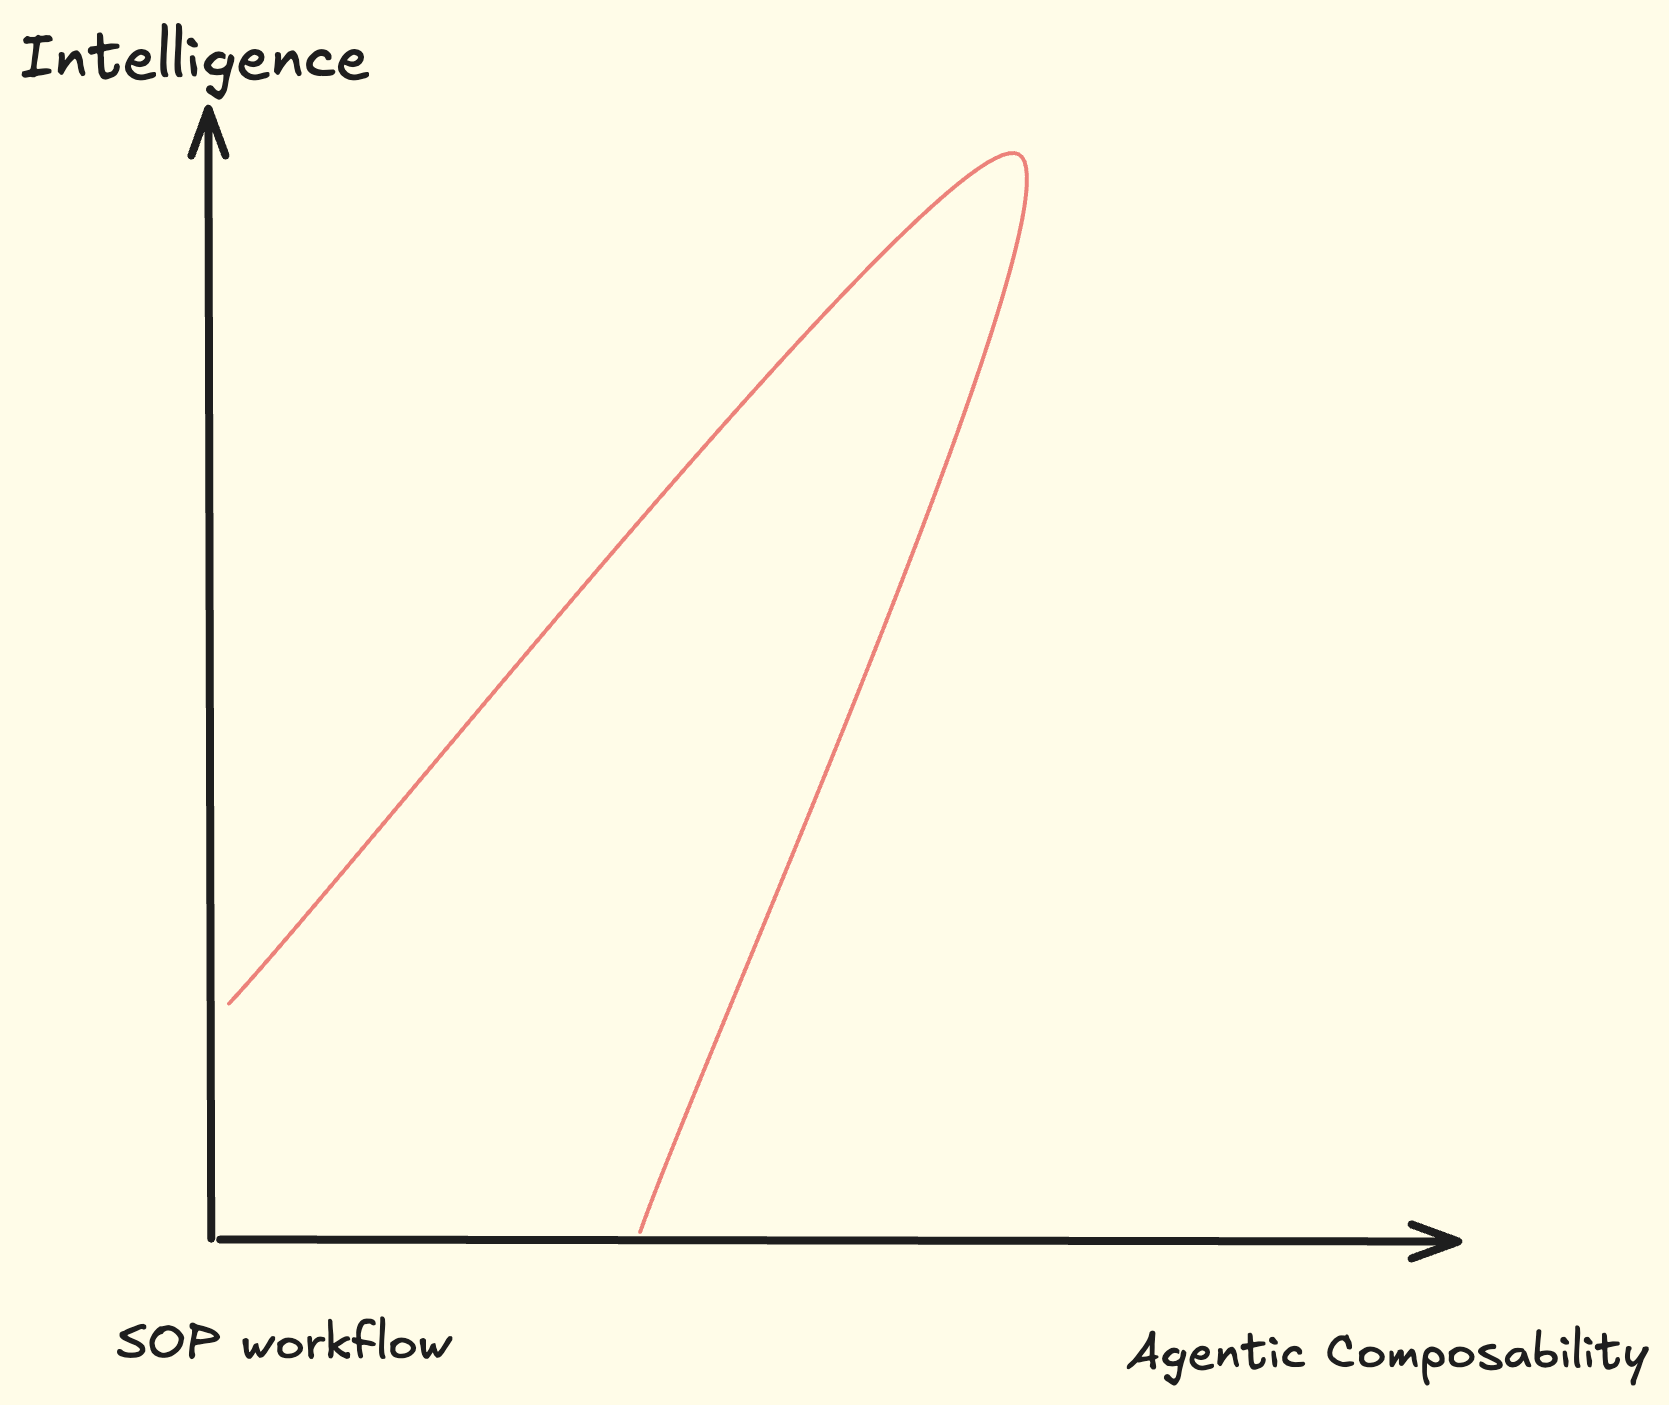 Intelligence
SOP workflow
Agentic Composability